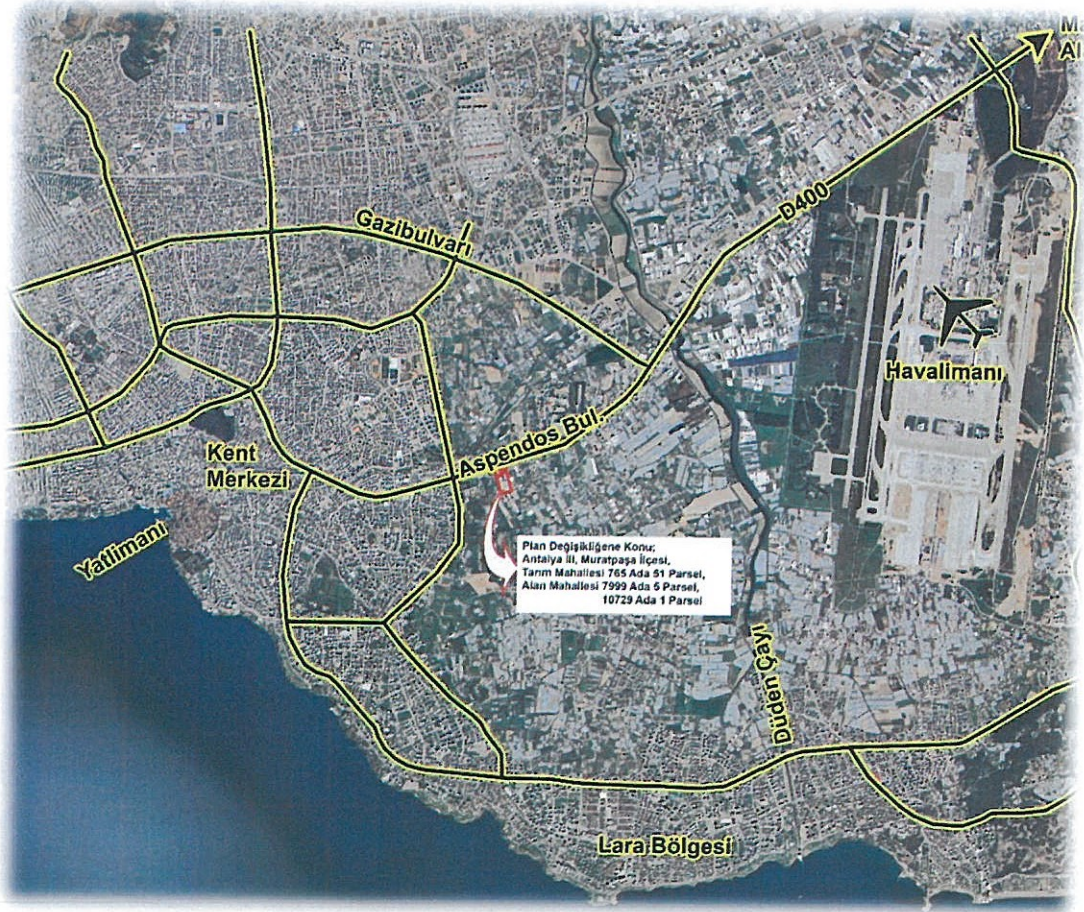 Gazibulvarı
D400
Havalimanı
Aspendos Bul.
Kent
Merkezi
Yatlimanı
Plan Değişikliğene Konu;
Antalya İli, Muratpaşa İlçesi,
Tarım Mahallesi 765 Ada 51 Parsel,
Alan Mahallesi 7999 Ada 5 Parsel,
10729 Ada 1 Parsel
Düden Çayı
Lara Bölgesi